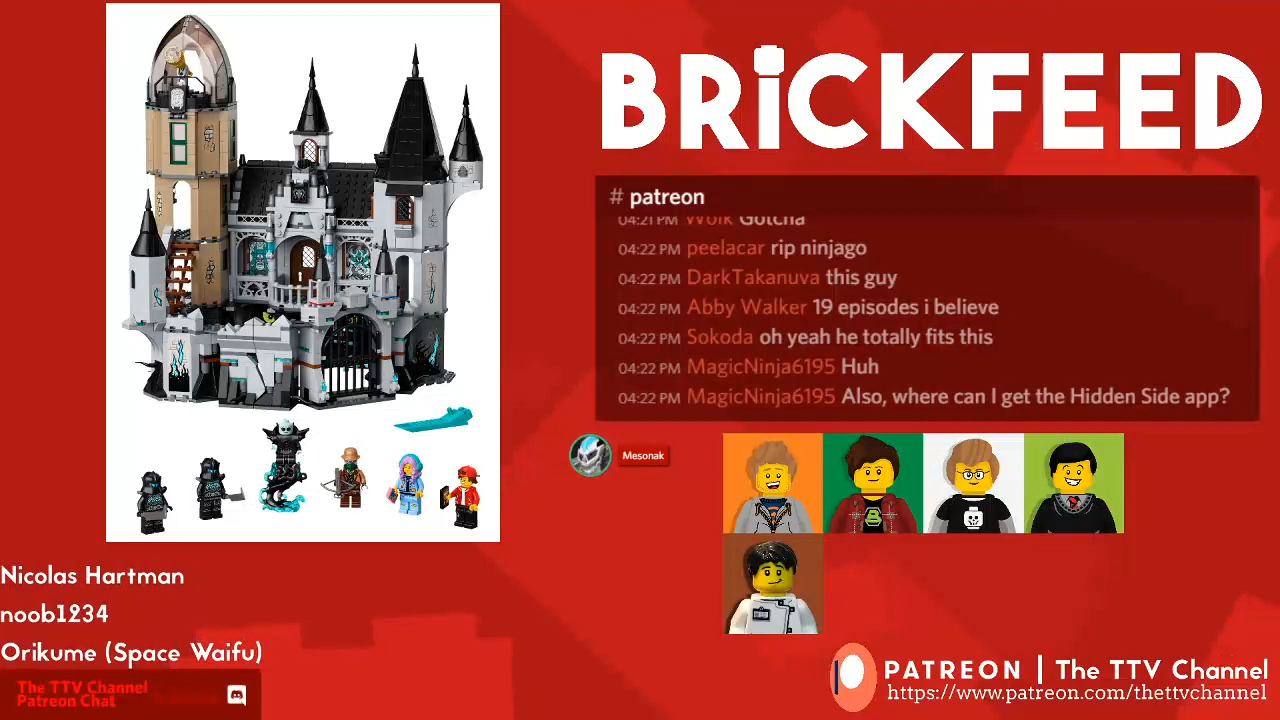 BRICKFEED
# patreon
04:21 PM Wolk Gotcha
04:22 PM peelacar rip ninjago
04:22 PM DarkTakanuva this guy
04:22 PM Abby Walker 19 episodes i believe
04:22 PM Sokoda oh yeah he totally fits this
04:22 PM MagicNinja6195 Huh
04:22 PM MagicNinja6195 Also, where can I get the Hidden Side app?
Mesonak
Nicolas Hartman
noob1234
Orikume (Space Waifu)
The TTV Channel
Patreon Chat
PATREON | The TTV Channel
https://www.patreon.com/thettvchannel